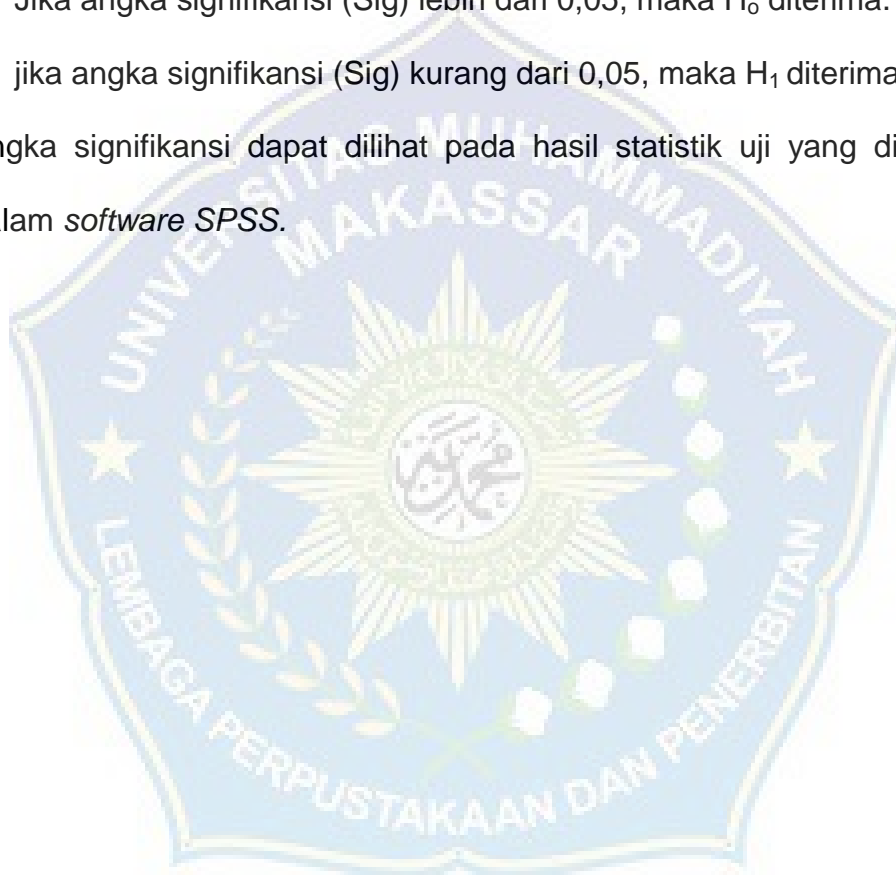 Jika angka signifikansi (Sig) lebih dari 0,05, maka Hₒ diterima.
jika angka signifikansi (Sig) kurang dari 0,05, maka H₁ diterima
ngka signifikansi dapat dilihat pada hasil statistik uji yang di
alam software SPSS.
UNIVERSITAS MUHAMMADIYAH
MAKASSAR
LEMBAGA PERPUSTAKAAN DAN PENERBITAN